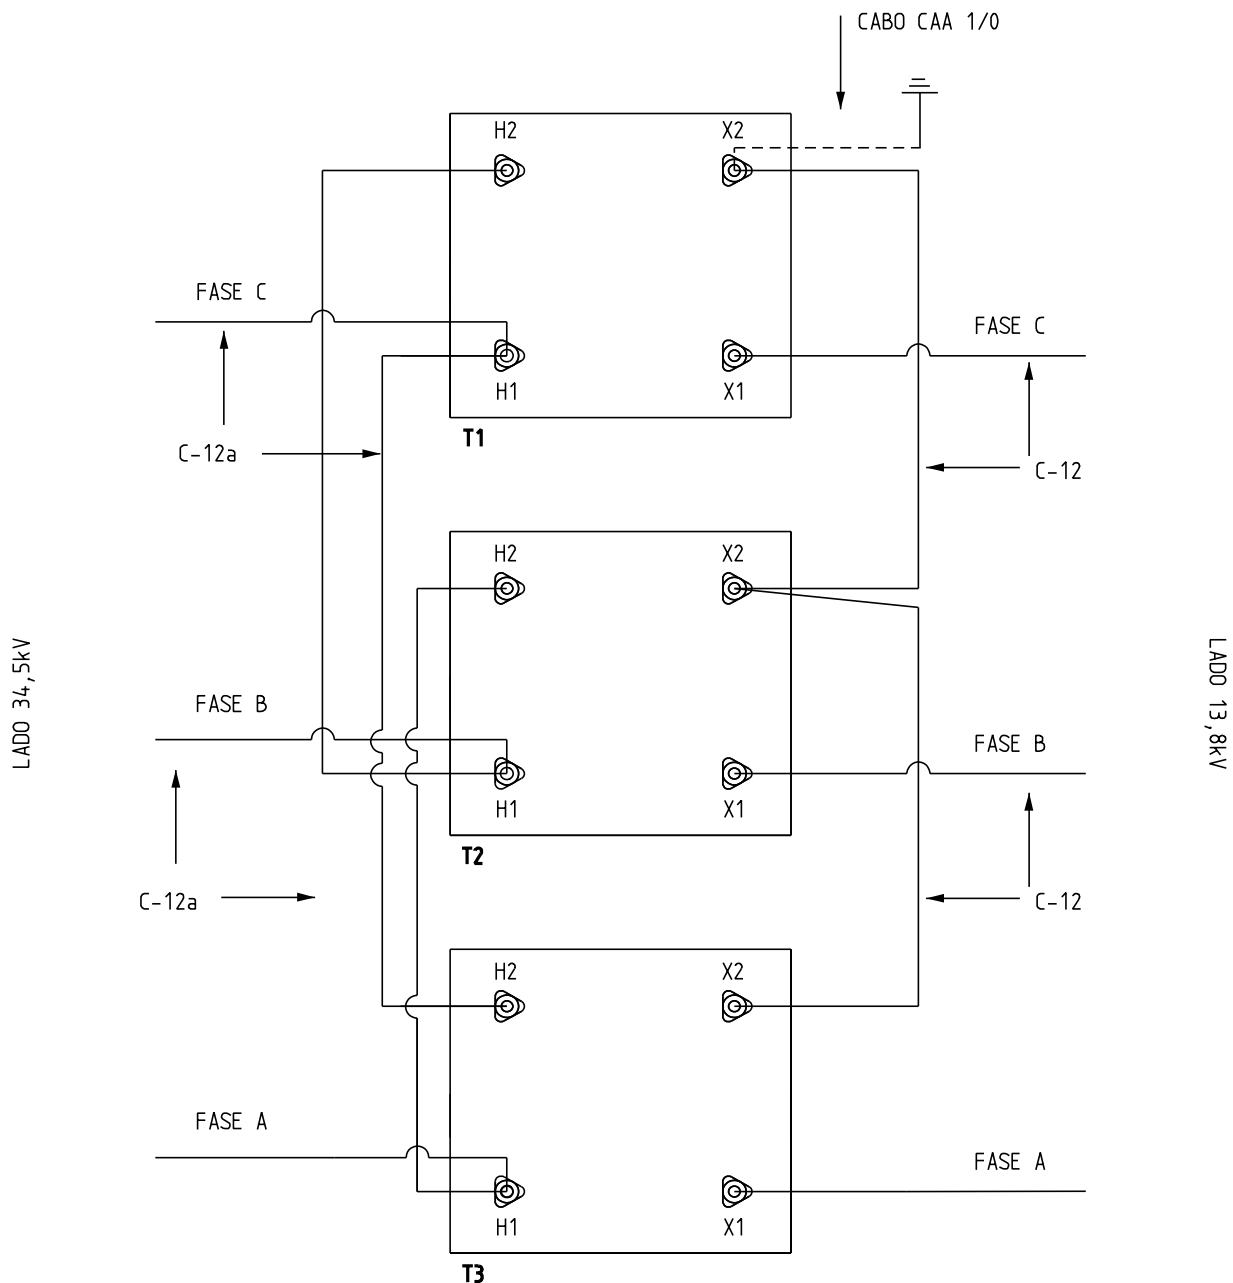 CABO CAA 1/0
H2
X2
FASE C
FASE C
H1
X1
T1
C-12a
C-12
H2
X2
LADO 34,5kV
LADO 13,8kV
FASE B
FASE B
H1
X1
T2
C-12a
C-12
H2
X2
FASE A
FASE A
H1
X1
T3